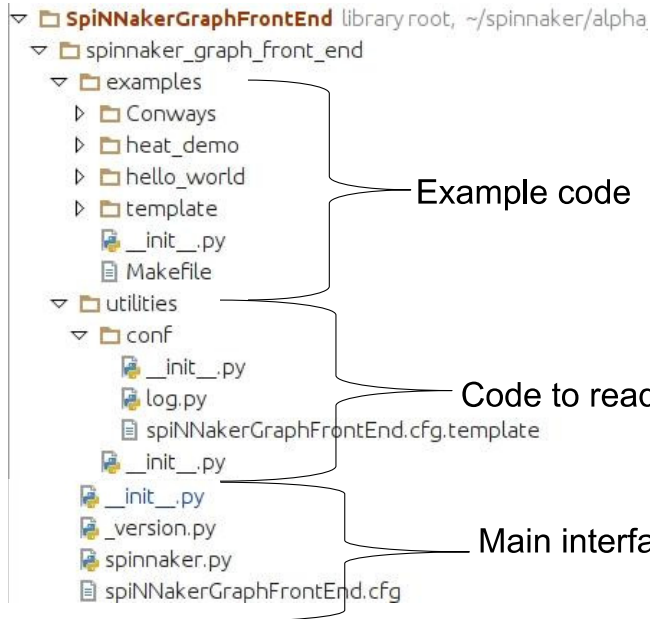 SpiNNakerGraphFrontEnd library root, ~/spinnaker/alpha_
spinnaker_graph_front_end
examples
Conways
heat_demo
hello_world
template
__init__.py
Makefile
Example code
utilities
conf
__init__.py
log.py
spiNNakerGraphFrontEnd.cfg.template
__init__.py
Code to read
__init__.py
_version.py
spinnaker.py
spiNNakerGraphFrontEnd.cfg
Main interfa